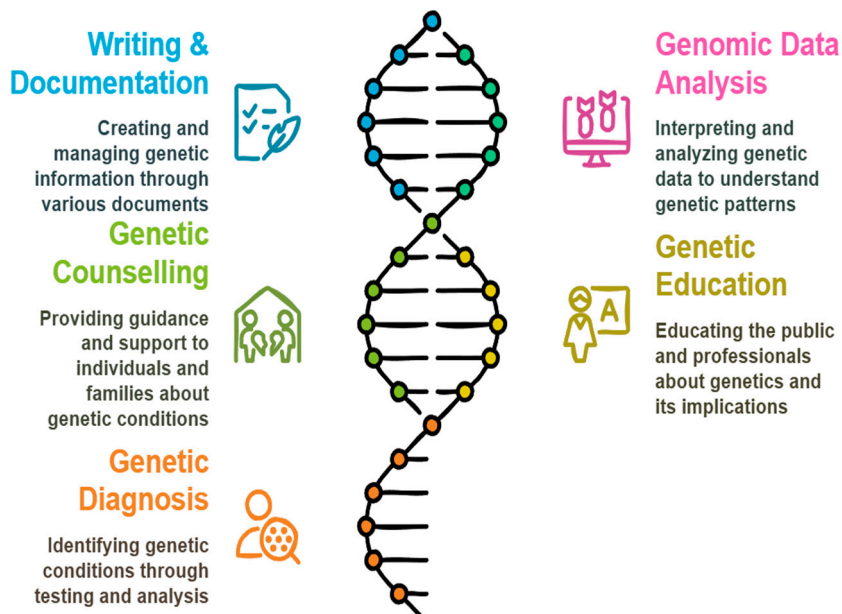 Writing &
Documentation
Creating and
managing genetic
information through
various documents
Genetic
Counselling
Providing guidance
and support to
individuals and
families about
genetic conditions
Genetic
Diagnosis
Identifying genetic
conditions through
testing and analysis
Genomic Data
Analysis
Interpreting and
analyzing genetic
data to understand
genetic patterns
Genetic
Education
A
Educating the public
and professionals
about genetics and
its implications